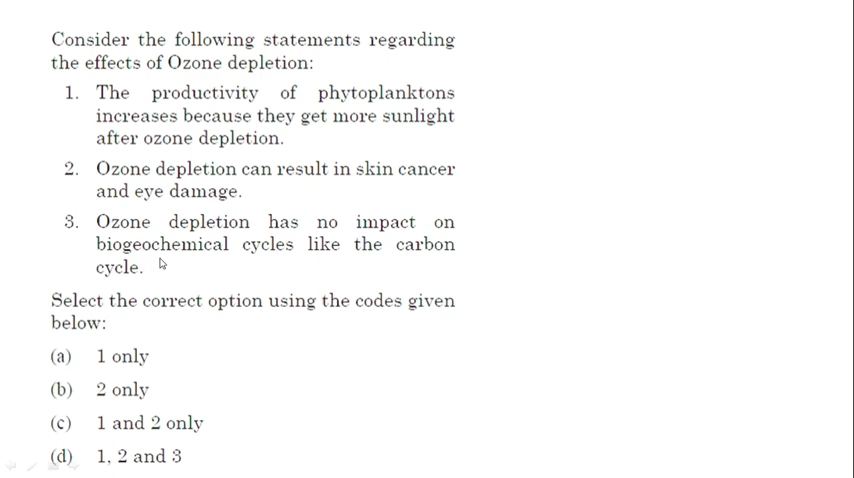 Consider the following statements regarding
the effects of Ozone depletion:
1. The productivity of phytoplanktons
increases because they get more sunlight
after ozone depletion.
2. Ozone depletion can result in skin cancer
and eye damage.
3. Ozone depletion has no impact on
biogeochemical cycles like the carbon
cycle.
Select the correct option using the codes given
below:
(a) 1 only
(b) 2 only
(c) 1 and 2 only
(d) 1, 2 and 3